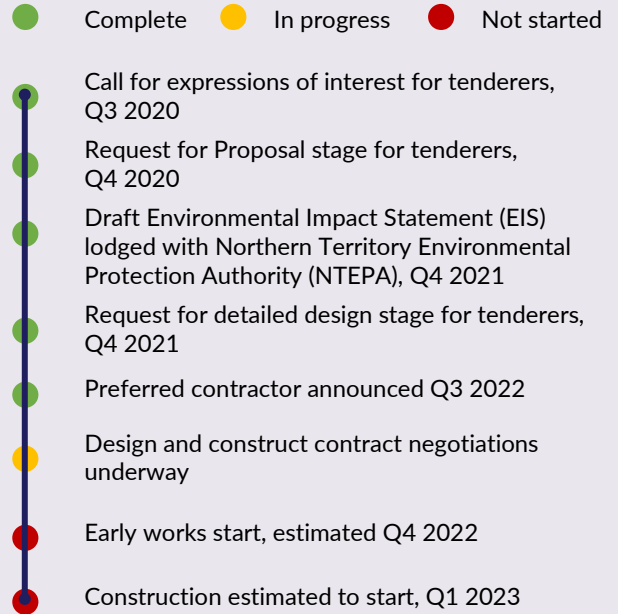 Complete In progress Not started
Call for expressions of interest for tenderers,
Q3 2020
Request for Proposal stage for tenderers,
Q4 2020
Draft Environmental Impact Statement (EIS)
lodged with Northern Territory Environmental
Protection Authority (NTEPA), Q4 2021
Request for detailed design stage for tenderers,
Q4 2021
Preferred contractor announced Q3 2022
Design and construct contract negotiations
underway
Early works start, estimated Q4 2022
Construction estimated to start, Q1 2023